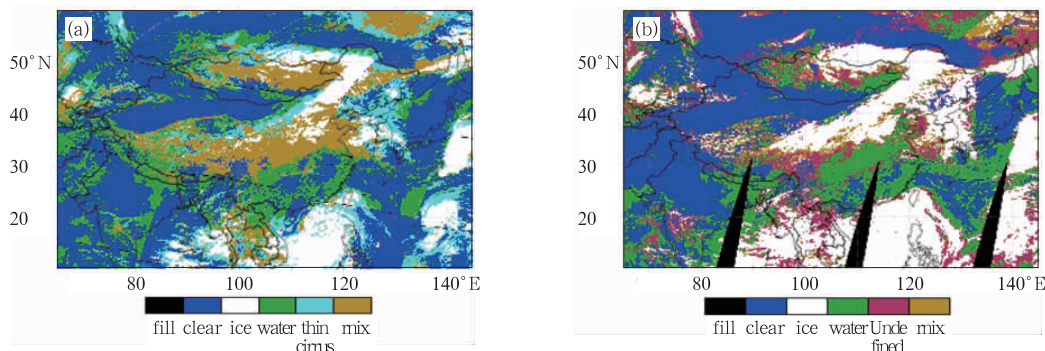 (a)
50°N
40
30
20
80 100 120 140°E
fill clear ice water thin mix
cirrus
(b)
50°N
40
30
20
80 100 120 140°E
fill clear ice water Unde mix
fined